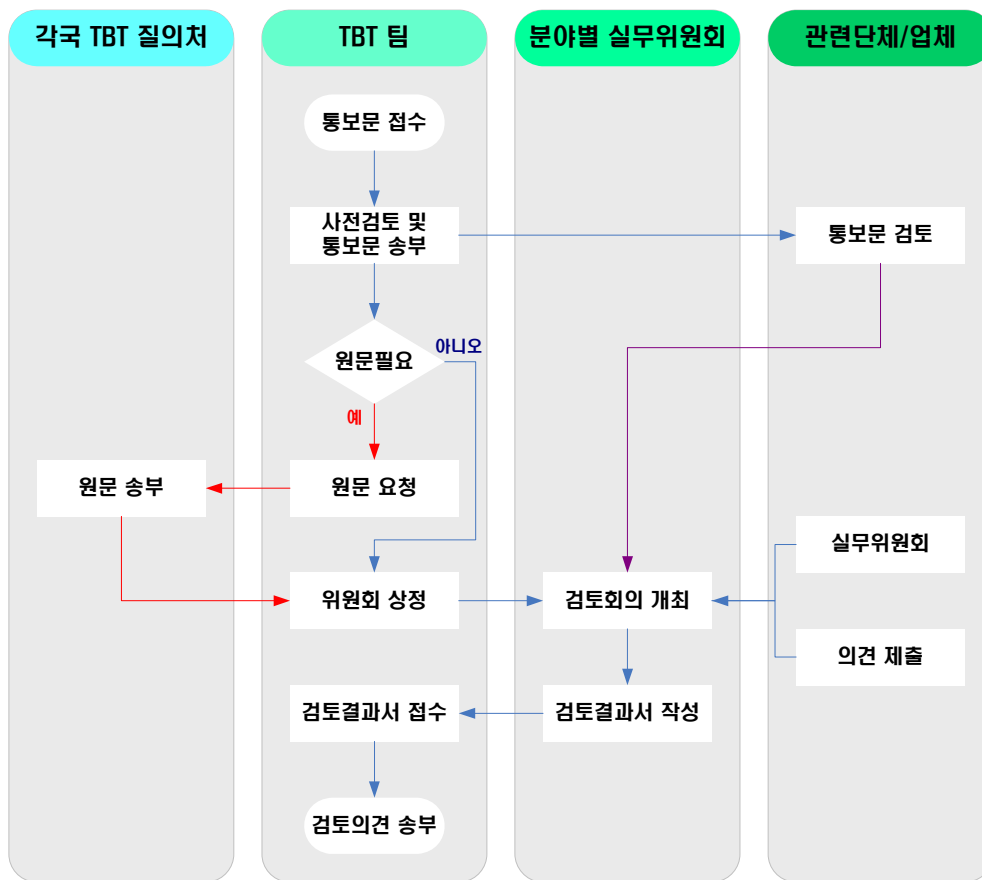 각국 TBT 질의처
TBT 팀
분야별 실무위원회
관련단체/업체
통보문 접수
사전검토 및
통보문 송부
통보문 검토
원문필요
아니오
예
원문 송부
원문 요청
실무위원회
위원회 상정
검토회의 개최
의견 제출
검토결과서 접수
검토결과서 작성
검토의견 송부